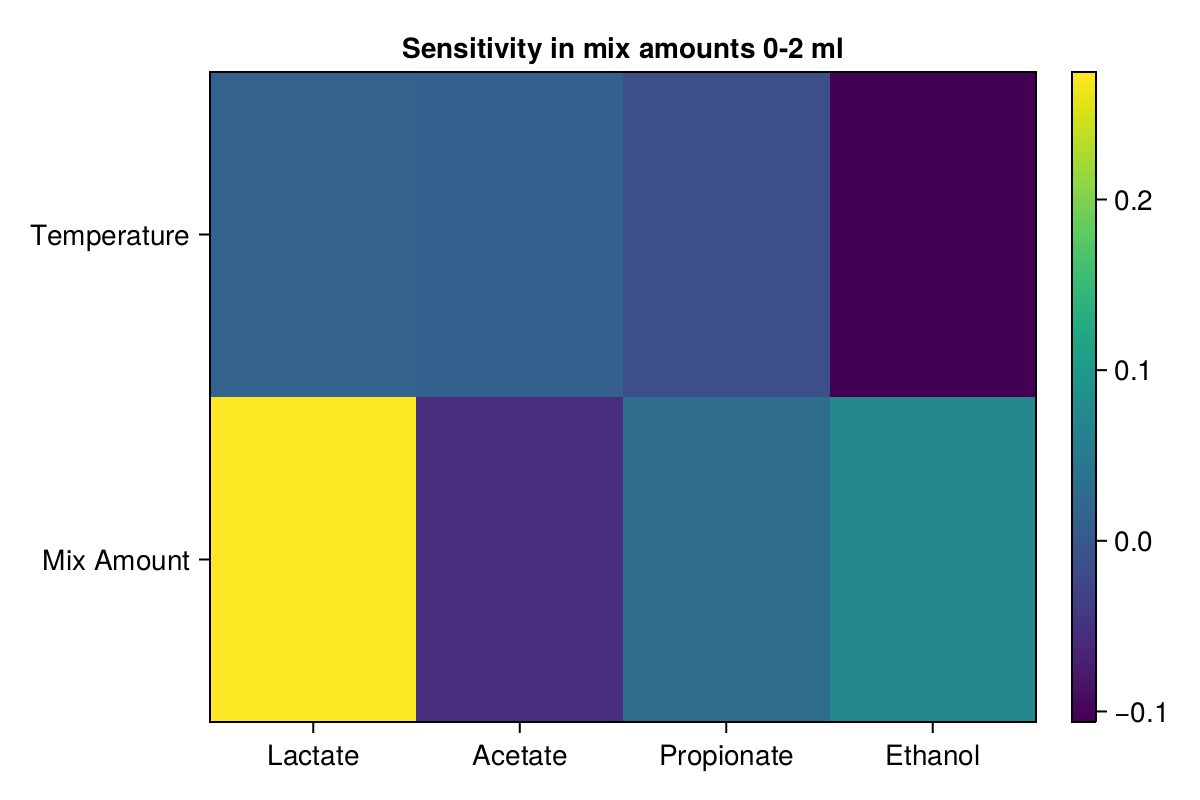 Sensitivity in mix amounts 0-2 ml
Temperature
Mix Amount
Lactate
Acetate
Propionate
Ethanol
0.2
0.1
0.0
−0.1